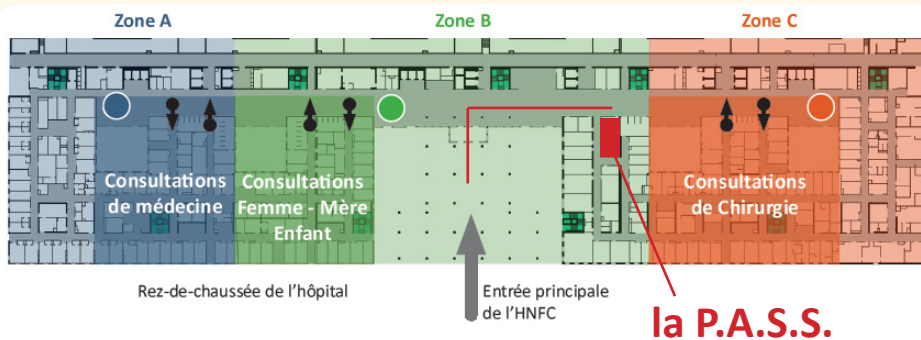 Zone A
Zone B
Zone C
Consultations
de médecine
Consultations
Femme - Mère
Enfant
Consultations
de Chirurgie
Rez-de-chaussée de l'hôpital
Entrée principale
de l'HNFC
la P.A.S.S.